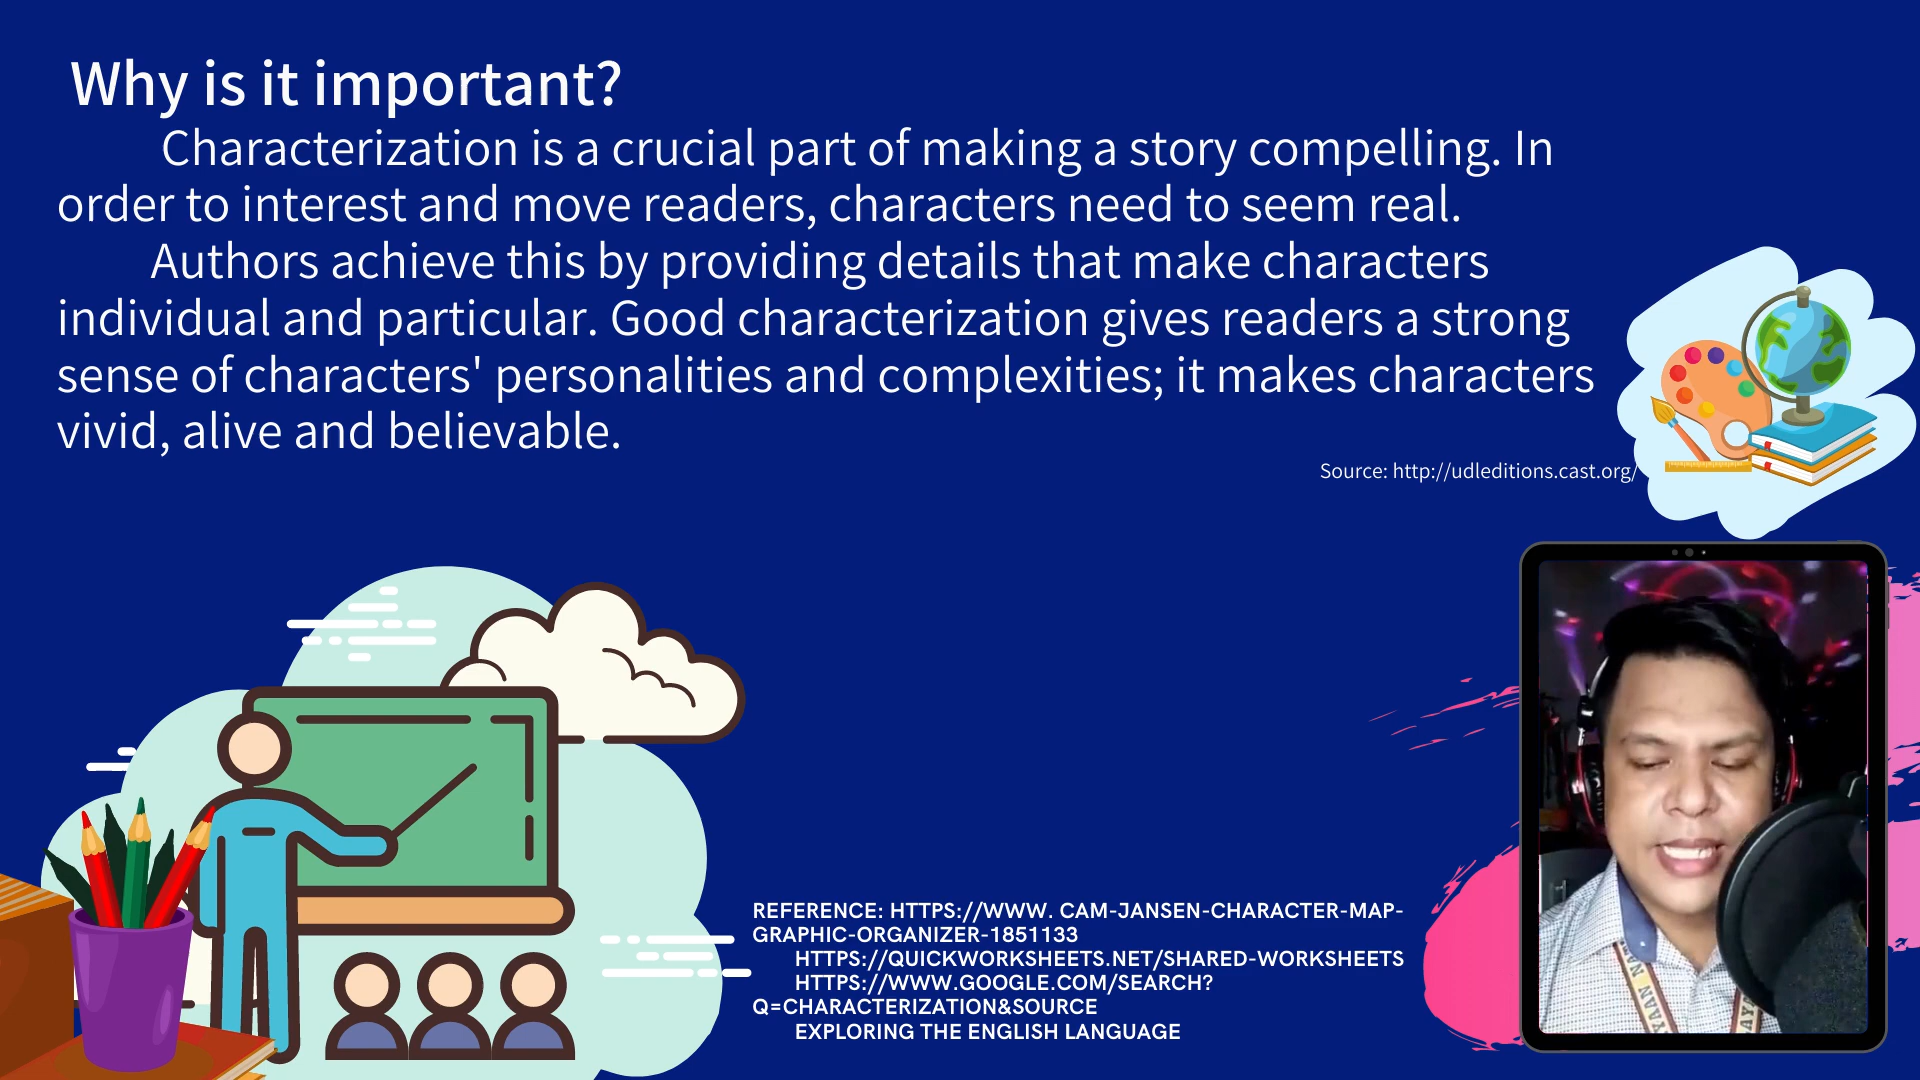 Why is it important?
Characterization is a crucial part of making a story compelling. In
order to interest and move readers, characters need to seem real.
Authors achieve this by providing details that make characters
individual and particular. Good characterization gives readers a strong
sense of characters' personalities and complexities; it makes characters
vivid, alive and believable.
Source: http://udleditions.cast.org/
REFERENCE: HTTPS://WWW. CAM-JANSEN-CHARACTER-MAP-
GRAPHIC-ORGANIZER-1851133
HTTPS://QUICKWORKSHEETS.NET/SHARED-WORKSHEETS
HTTPS://WWW.GOOGLE.COM/SEARCH?
Q=CHARACTERIZATION&SOURCE
EXPLORING THE ENGLISH LANGUAGE